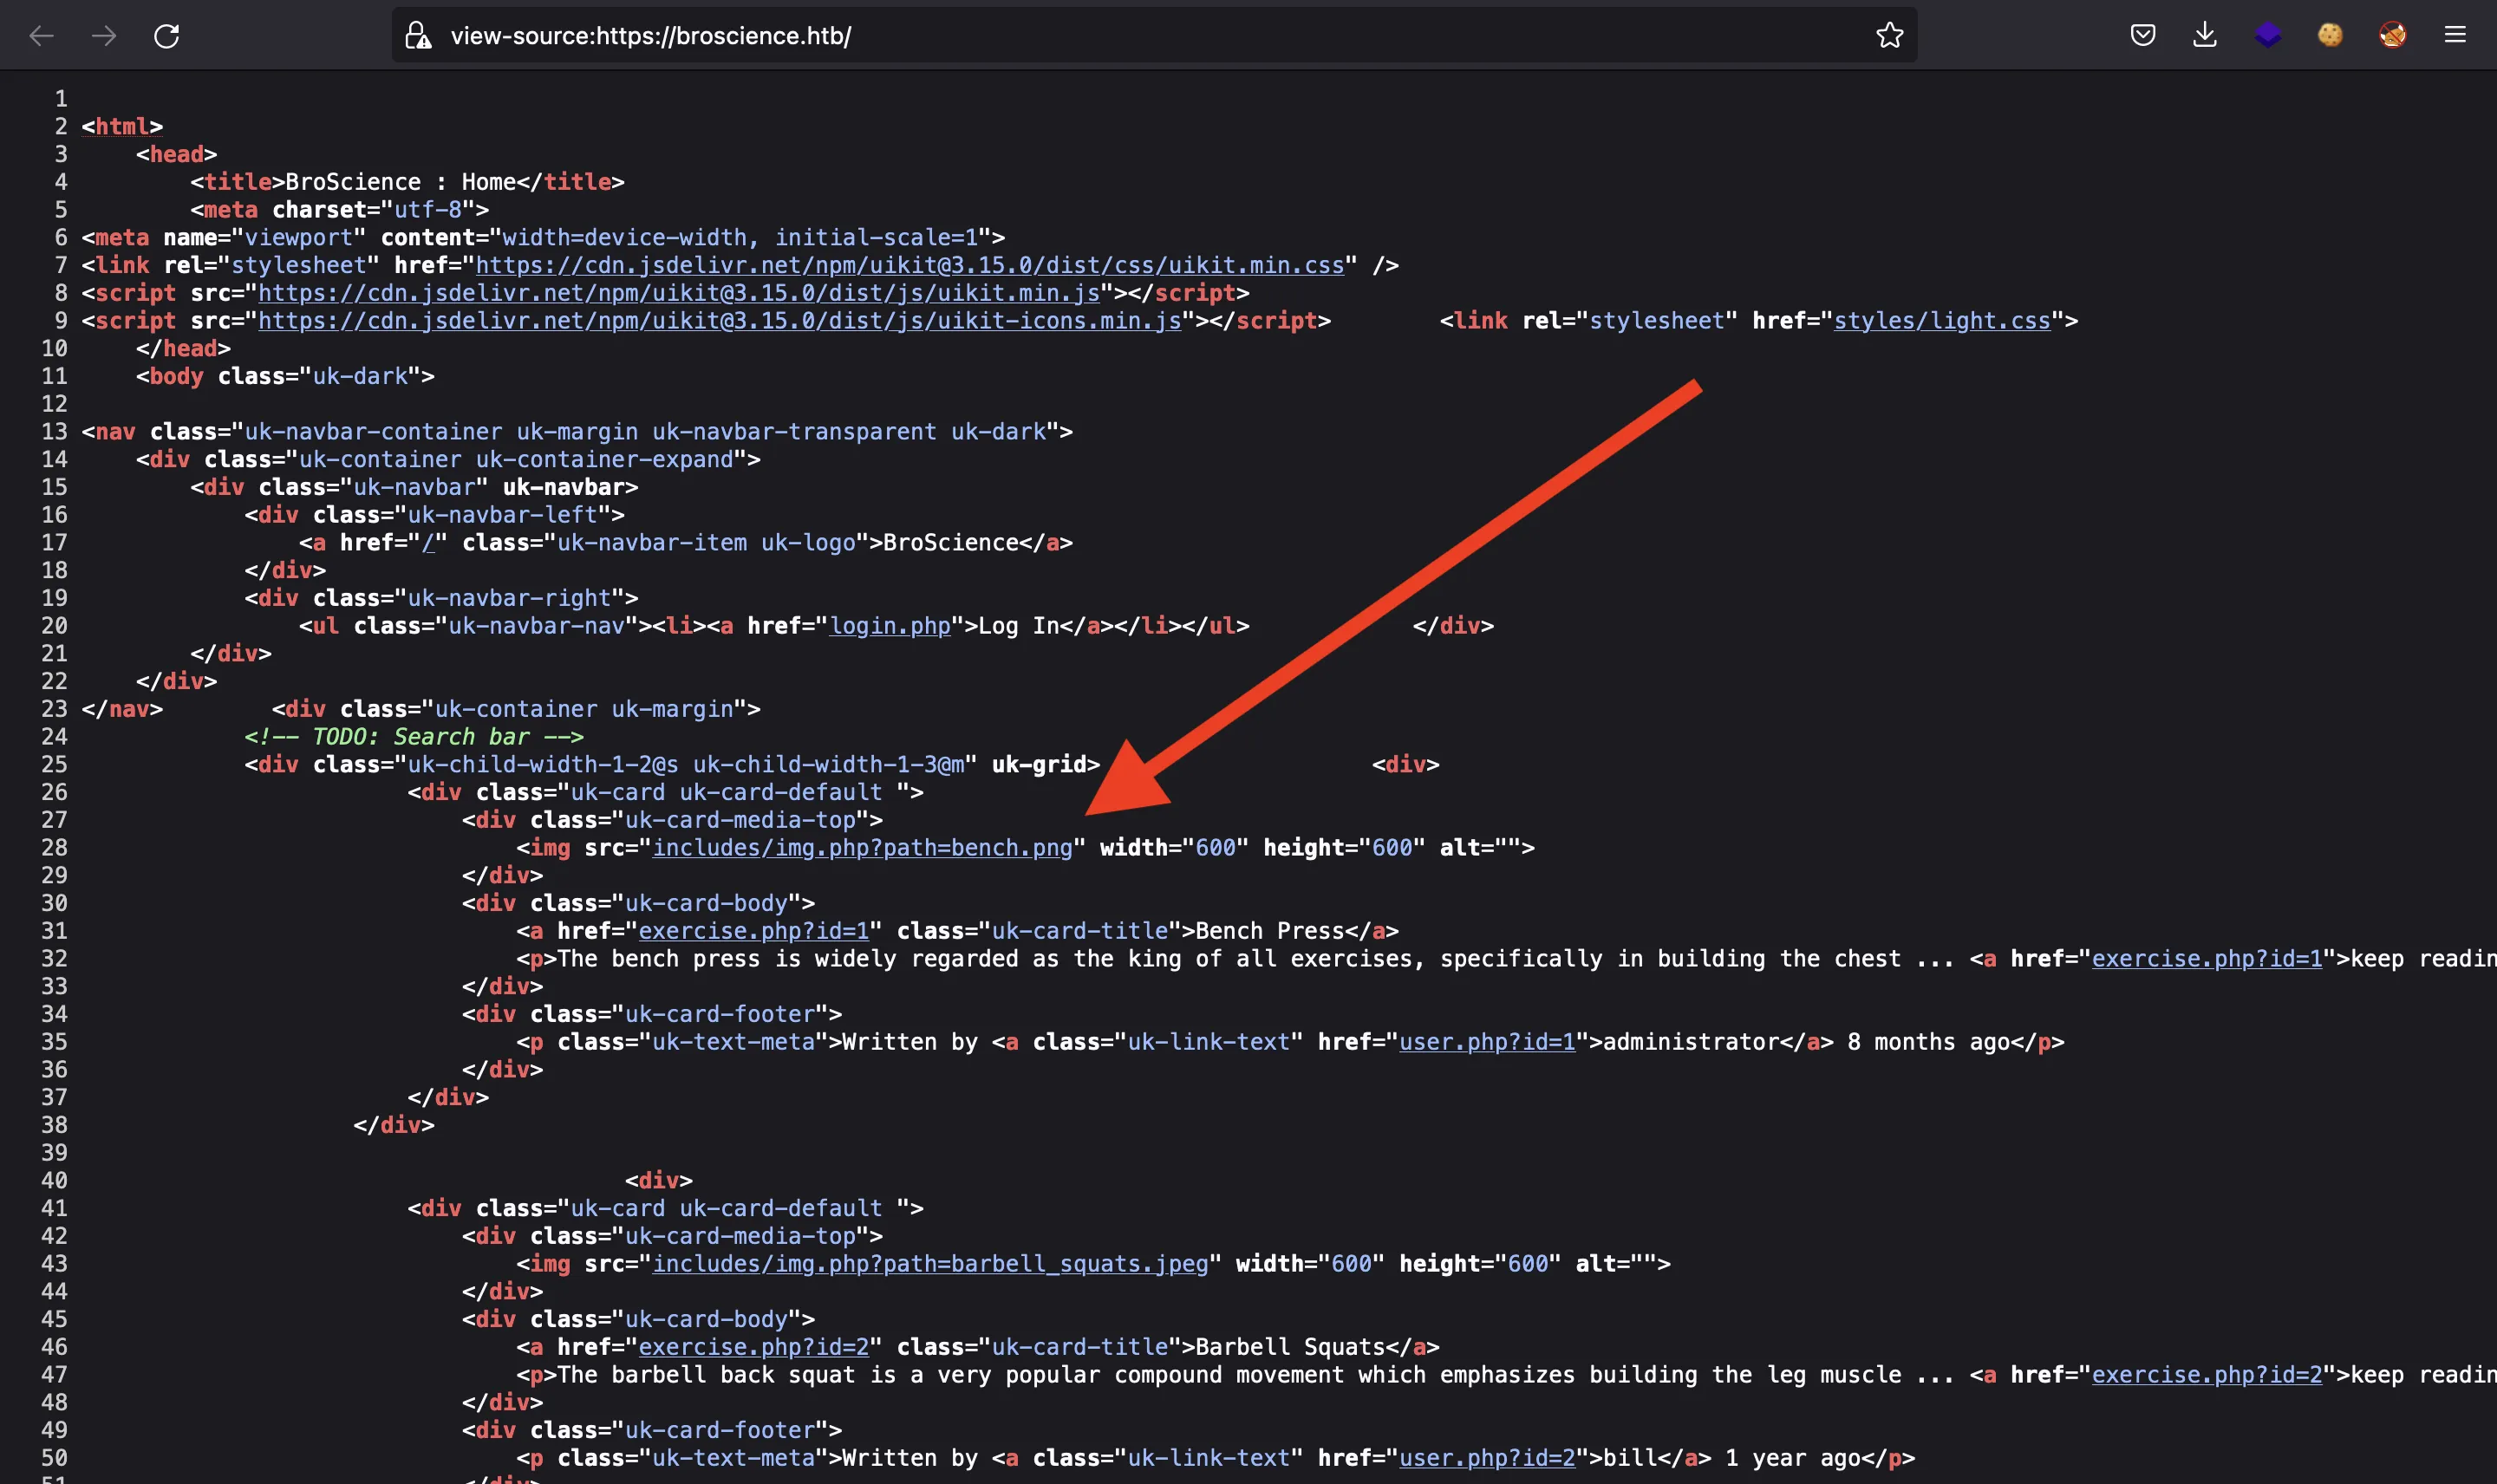 view-source:https://broscience.htb/
1
2 <html>
3 <head>
4 <title>BroScience : Home</title>
5 <meta charset="utf-8">
6 <meta name="viewport" content="width=device-width, initial-scale=1">
7 <link rel="stylesheet" href="https://cdn.jsdelivr.net/npm/uikit@3.15.0/dist/css/uikit.min.css" />
8 <script src="https://cdn.jsdelivr.net/npm/uikit@3.15.0/dist/js/uikit.min.js"></script>
9 <script src="https://cdn.jsdelivr.net/npm/uikit@3.15.0/dist/js/uikit-icons.min.js"></script> <link rel="stylesheet" href="styles/light.css">
10 </head>
11 <body class="uk-dark">
12
13 <nav class="uk-navbar-container uk-margin uk-navbar-transparent uk-dark">
14 <div class="uk-container uk-container-expand">
15 <div class="uk-navbar" uk-navbar>
16 <div class="uk-navbar-left">
17 <a href="/" class="uk-navbar-item uk-logo">BroScience</a>
18 </div>
19 <div class="uk-navbar-right">
20 <ul class="uk-navbar-nav"><li><a href="login.php">Log In</a></li></ul> </div>
21 </div>
22 </div>
23 </nav> <div class="uk-container uk-margin">
24 <!-- TODO: Search bar -->
25 <div class="uk-child-width-1-2@s uk-child-width-1-3@m" uk-grid> <div>
26 <div class="uk-card uk-card-default ">
27 <div class="uk-card-media-top">
28 <img src="includes/img.php?path=bench.png" width="600" height="600" alt="">
29 </div>
30 <div class="uk-card-body">
31 <a href="exercise.php?id=1" class="uk-card-title">Bench Press</a>
32 <p>The bench press is widely regarded as the king of all exercises, specifically in building the chest ... <a href="exercise.php?id=1">keep readin
33 </div>
34 <div class="uk-card-footer">
35 <p class="uk-text-meta">Written by <a class="uk-link-text" href="user.php?id=1">administrator</a> 8 months ago</p>
36 </div>
37 </div>
38 </div>
39
40 <div>
41 <div class="uk-card uk-card-default ">
42 <div class="uk-card-media-top">
43 <img src="includes/img.php?path=barbell_squats.jpeg" width="600" height="600" alt="">
44 </div>
45 <div class="uk-card-body">
46 <a href="exercise.php?id=2" class="uk-card-title">Barbell Squats</a>
47 <p>The barbell back squat is a very popular compound movement which emphasizes building the leg muscle ... <a href="exercise.php?id=2">keep readin
48 </div>
49 <div class="uk-card-footer">
50 <p class="uk-text-meta">Written by <a class="uk-link-text" href="user.php?id=2">bill</a> 1 year ago</p>
51 </div>